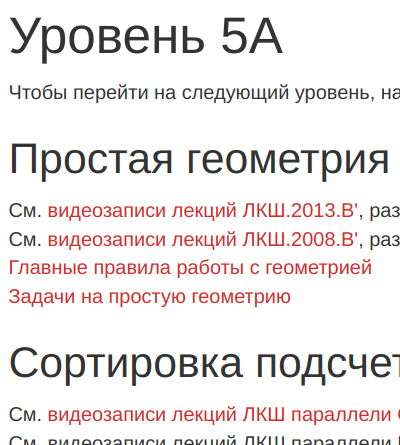 Уровень 5А
Чтобы перейти на следующий уровень, на
Простая геометрия
См. видеозаписи лекций ЛКШ.2013.B', раз
См. видеозаписи лекций ЛКШ.2008.B', раз
Главные правила работы с геометрией
Задачи на простую геометрию
Сортировка подсчет
См. видеозаписи лекций ЛКШ параллели
См. видеозаписи лекций ЛКШ параллели